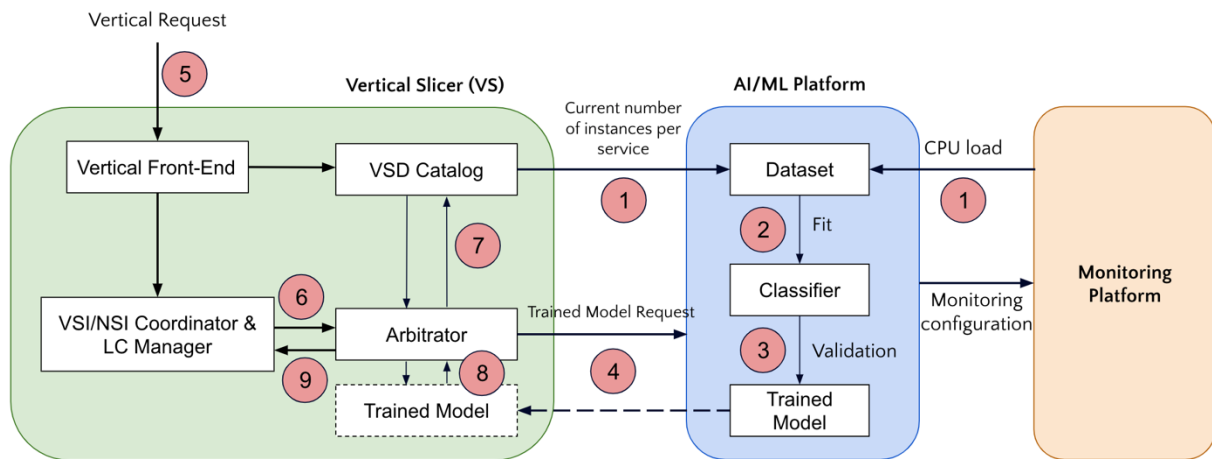 Vertical Request
5
Vertical Slicer (VS)
AI/ML Platform
Current number
of instances per
service
CPU load
Vertical Front-End
VSD Catalog
Dataset
1
1
2
Fit
7
Classifier
Monitoring
Platform
6
Trained Model Request
Monitoring
configuration
VSI/NSI Coordinator &
LC Manager
Arbitrator
3
Validation
9
8
4
Trained Model
Trained
Model